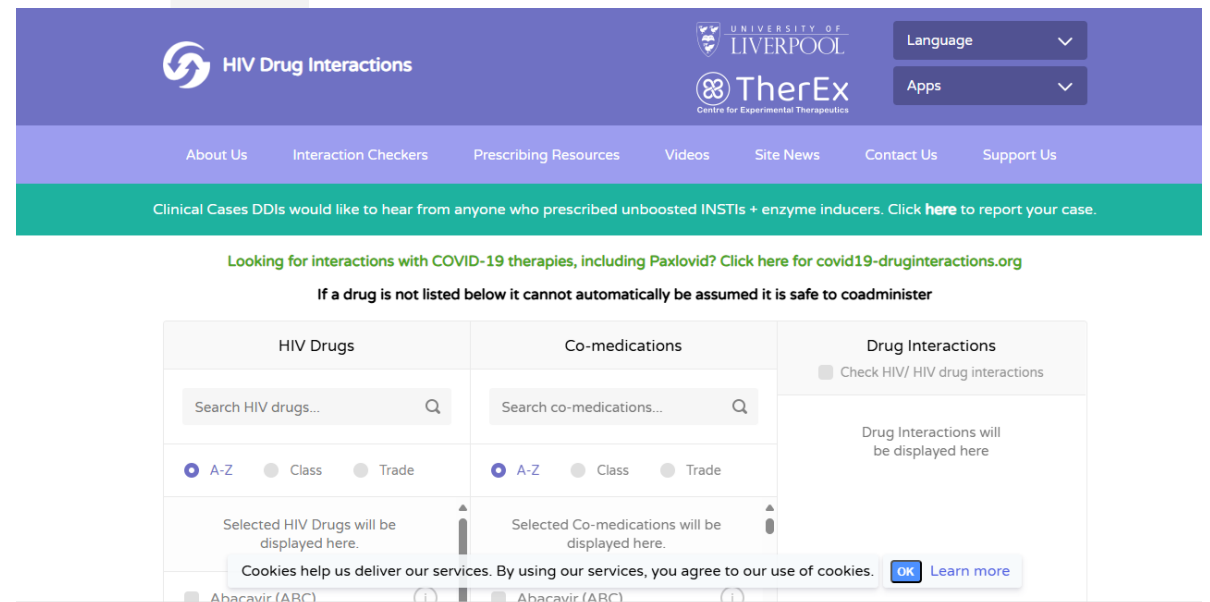 HIV Drug Interactions
UNIVERSITY OF
LIVERPOOL
TherEx
Centre for Experimental Therapeutics
Language
Apps
About Us Interaction Checkers Prescribing Resources Videos Site News Contact Us Support Us
Clinical Cases DDIs would like to hear from anyone who prescribed unboosted INSTIs + enzyme inducers. Click here to report your case.
Looking for interactions with COVID-19 therapies, including Paxlovid? Click here for covid19-druginteractions.org
If a drug is not listed below it cannot automatically be assumed it is safe to coadminister
HIV Drugs
Search HIV drugs...
A-Z Class Trade
Selected HIV Drugs will be
displayed here.
Abacavir (ABC)
Co-medications
Search co-medications...
A-Z Class Trade
Selected Co-medications will be
displayed here.
Abacavir (ABC)
Drug Interactions
Check HIV/ HIV drug interactions
Drug Interactions will
be displayed here
Cookies help us deliver our services. By using our services, you agree to our use of cookies. OK Learn more